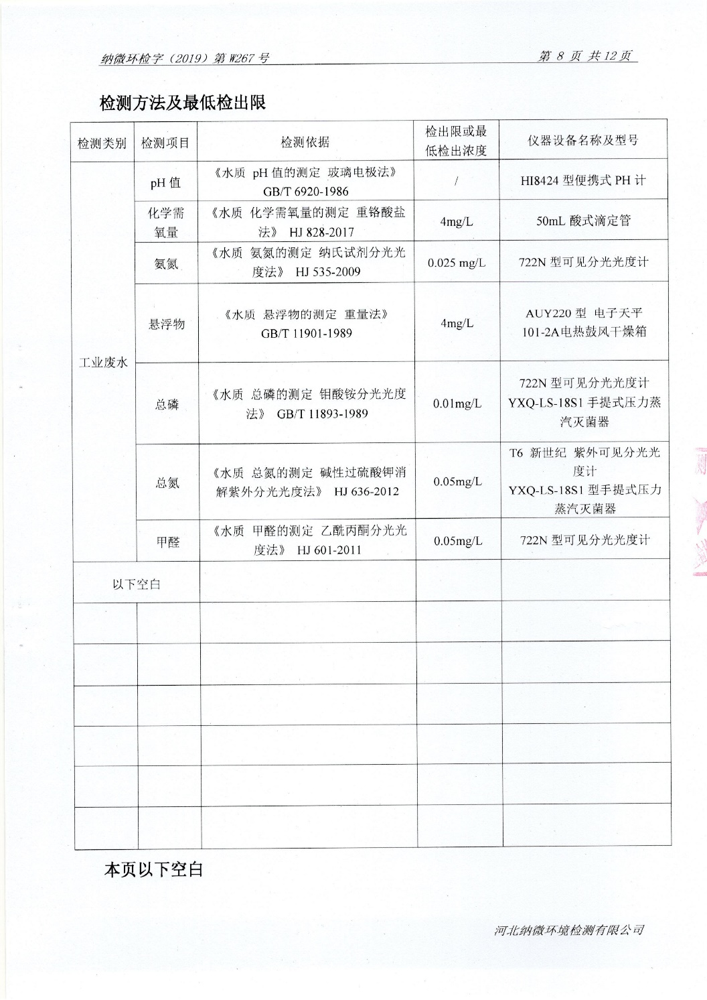 纳微环检字（2019）第 W267 号
第 8 页 共 12 页
检测方法及最低检出限
检测类别
检测项目
检测依据
检出限或最
低检出浓度
仪器设备名称及型号
工业废水
pH 值
《水质 pH 值的测定 玻璃电极法》
GB/T 6920-1986
/
HI8424 型便携式 PH 计
化学需
氧量
《水质 化学需氧量的测定 重铬酸盐
法》 HJ 828-2017
4mg/L
50mL 酸式滴定管
氨氮
《水质 氨氮的测定 纳氏试剂分光光
度法》 HJ 535-2009
0.025 mg/L
722N 型可见分光光度计
悬浮物
《水质 悬浮物的测定 重量法》
GB/T 11901-1989
4mg/L
AUY220 型 电子天平
101-2A电热鼓风干燥箱
总磷
《水质 总磷的测定 钼酸铵分光光度
法》 GB/T 11893-1989
0.01mg/L
722N 型可见分光光度计
YXQ-LS-18S1 手提式压力蒸
汽灭菌器
总氮
《水质 总氮的测定 碱性过硫酸钾消
解紫外分光光度法》 HJ 636-2012
0.05mg/L
T6 新世纪 紫外可见分光光
度计
YXQ-LS-18S1 型手提式压力
蒸汽灭菌器
甲醛
《水质 甲醛的测定 乙酰丙酮分光光
度法》 HJ 601-2011
0.05mg/L
722N 型可见分光光度计
以下空白
本页以下空白
河北纳微环境检测有限公司